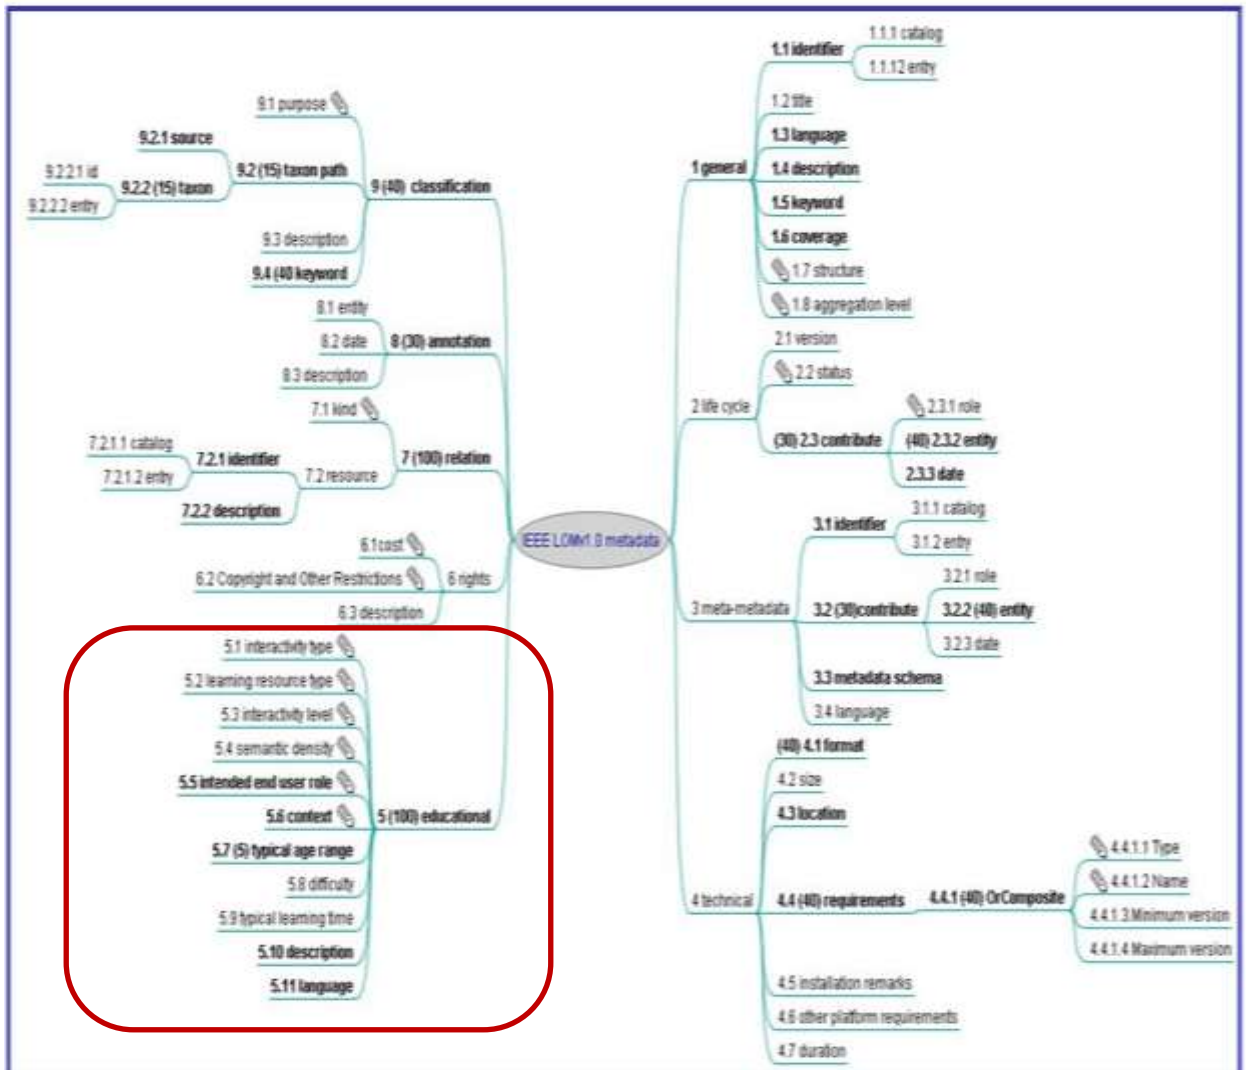 IEEE LOMv1.0 metadata
1 general
1.1 identifier
1.1.1 catalog
1.1.12 entry
1.2 title
1.3 language
1.4 description
1.5 keyword
1.6 coverage
1.7 structure
1.8 aggregation level
2 life cycle
2.1 version
2.2 status
(30) 2.3 contribute
2.3.1 role
(40) 2.3.2 entity
2.3.3 date
3 meta-metadata
3.1 identifier
3.1.1 catalog
3.1.2 entry
3.2 (30)contribute
3.2.1 role
3.2.2 (40) entity
3.2.3 date
3.3 metadata schema
3.4 language
4 technical
(40) 4.1 format
4.2 size
4.3 location
4.4 (40) requirements
4.4.1 (40) OrComposite
4.4.1.1 Type
4.4.1.2 Name
4.4.1.3 Minimum version
4.4.1.4 Maximum version
4.5 installation remarks
4.6 other platform requirements
4.7 duration
5 (100) educational
5.1 interactivity type
5.2 learning resource type
5.3 interactivity level
5.4 semantic density
5.5 intended end user role
5.6 context
5.7 (5) typical age range
5.8 difficulty
5.9 typical learning time
5.10 description
5.11 language
6 rights
6.1 cost
6.2 Copyright and Other Restrictions
6.3 description
7 (100) relation
7.1 kind
7.2 resource
7.2.1 identifier
7.2.1.1 catalog
7.2.1.2 entry
7.2.2 description
8 (30) annotation
8.1 entity
8.2 date
8.3 description
9 (40) classification
9.1 purpose
9.2 (15) taxon path
9.2.1 source
9.2.2 (15) taxon
9.2.2.1 id
9.2.2.2 entry
9.3 description
9.4 (40 keyword